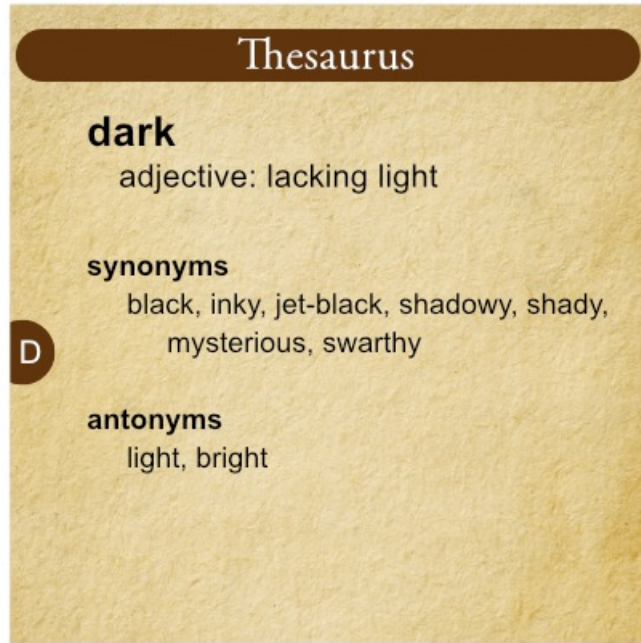 Thesaurus
dark
adjective: lacking light
synonyms
black, inky, jet-black, shadowy, shady,
mysterious, swarthy
D
antonyms
light, bright